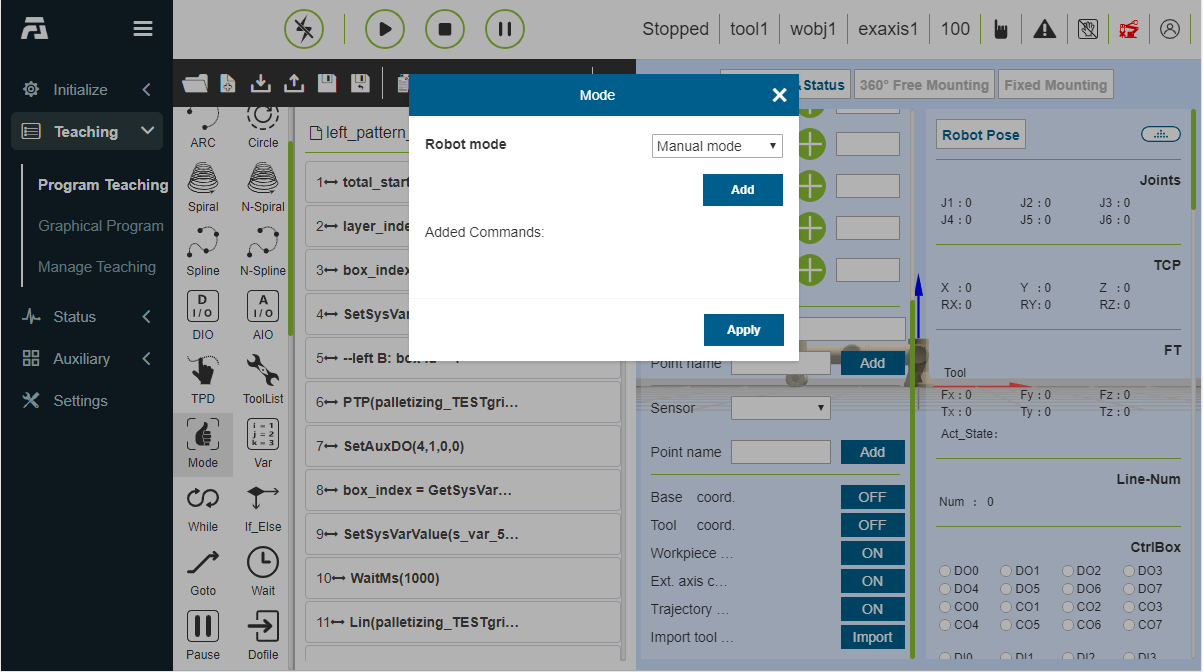 Stopped
tool1
wobj1
exaxis1
100
Initialize
Teaching
Program Teaching
Graphical Program
Manage Teaching
Status
Auxiliary
Settings
ARC
Circle
Spiral
N-Spiral
Spline
N-Spline
D
I/O
DIO
A
I/O
AIO
TPD
ToolList
Mode
i = 1
j = 2
k = 3
Var
While
If_Else
Goto
Wait
Pause
Dofile
left_pattern_
1 total_start
2 layer_inde
3 box_index
4 SetSysVar
5 --left B: box
6 PTP(palletizing_TESTgri...
7 SetAuxDO(4,1,0,0)
8 box_index = GetSysVar...
9 SetSysVarValue(s_var_5...
10 WaitMs(1000)
11 Lin(palletizing_TESTgri...
Mode
Robot mode
Manual mode
Add
Added Commands:
Apply
Status
360° Free Mounting
Fixed Mounting
Point name
Add
Sensor
Point name
Add
Base coord.
OFF
Tool coord.
OFF
Workpiece ...
ON
Ext. axis c...
ON
Trajectory ...
ON
Import tool ...
Import
Robot Pose
Joints
J1 : 0 J2 : 0 J3 : 0
J4 : 0 J5 : 0 J6 : 0
TCP
X : 0 Y : 0 Z : 0
RX: 0 RY: 0 RZ: 0
FT
Tool
Fx : 0 Fy : 0 Fz : 0
Tx : 0 Ty : 0 Tz : 0
Act_State:
Line-Num
Num : 0
CtrlBox
DO0 DO1 DO2 DO3
DO4 DO5 DO6 DO7
CO0 CO1 CO2 CO3
CO4 CO5 CO6 CO7
DI0 DI1 DI2 DI3